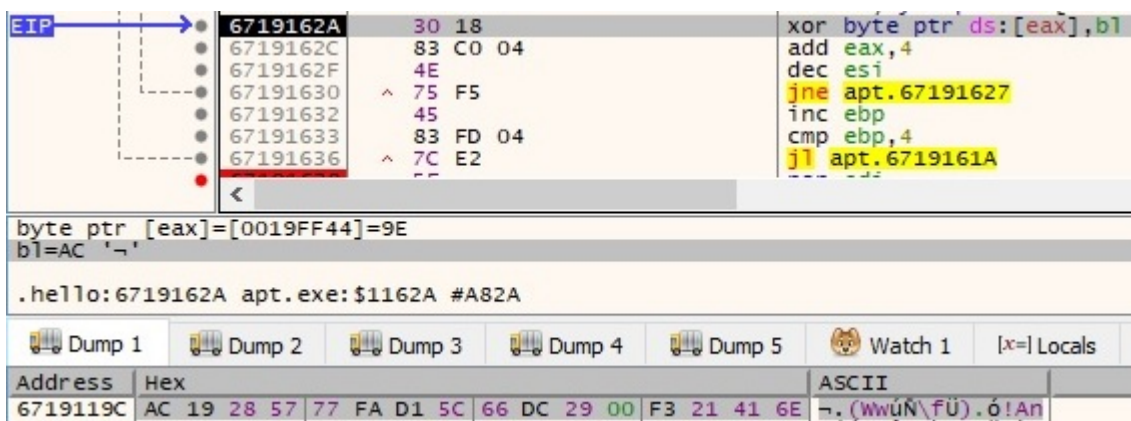 EIP 6719162A 30 18 xor byte ptr ds:[eax],bl
6719162C 83 C0 04 add eax,4
6719162F 4E dec esi
67191630 ^ 75 F5 jne apt.67191627
67191632 45 inc ebp
67191633 83 FD 04 cmp ebp,4
67191636 ^ 7C E2 jl apt.6719161A
byte ptr [eax]=[0019FF44]=9E
bl=AC '¬'
.hello:6719162A apt.exe:$1162A #A82A
Dump 1 Dump 2 Dump 3 Dump 4 Dump 5 Watch 1 [x=] Locals
Address Hex ASCII
6719119C AC 19 28 57 77 FA D1 5C 66 DC 29 00 F3 21 41 6E ¬.(WwúÑ\fÜ).ó!An